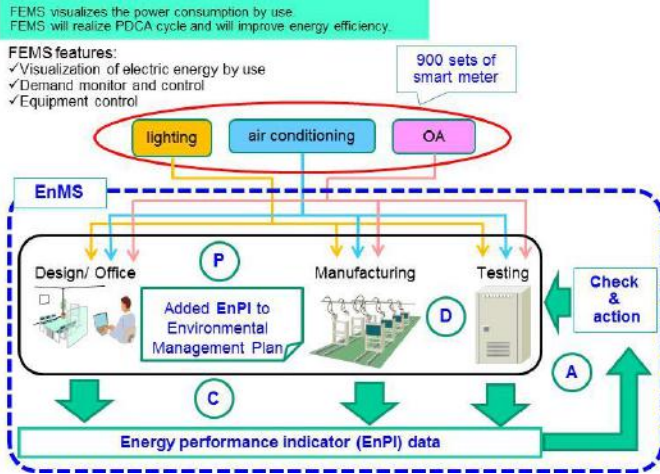 FEMS visualizes the power consumption by use.
FEMS will realize PDCA cycle and will improve energy efficiency.
FEMS features:
✓Visualization of electric energy by use
✓Demand monitor and control
✓Equipment control
900 sets of
smart meter
lighting
air conditioning
OA
EnMS
Design/ Office
P
Manufacturing
Testing
Added EnPI to
Environmental
Management Plan
D
Check
&
action
C
A
Energy performance indicator (EnPI) data